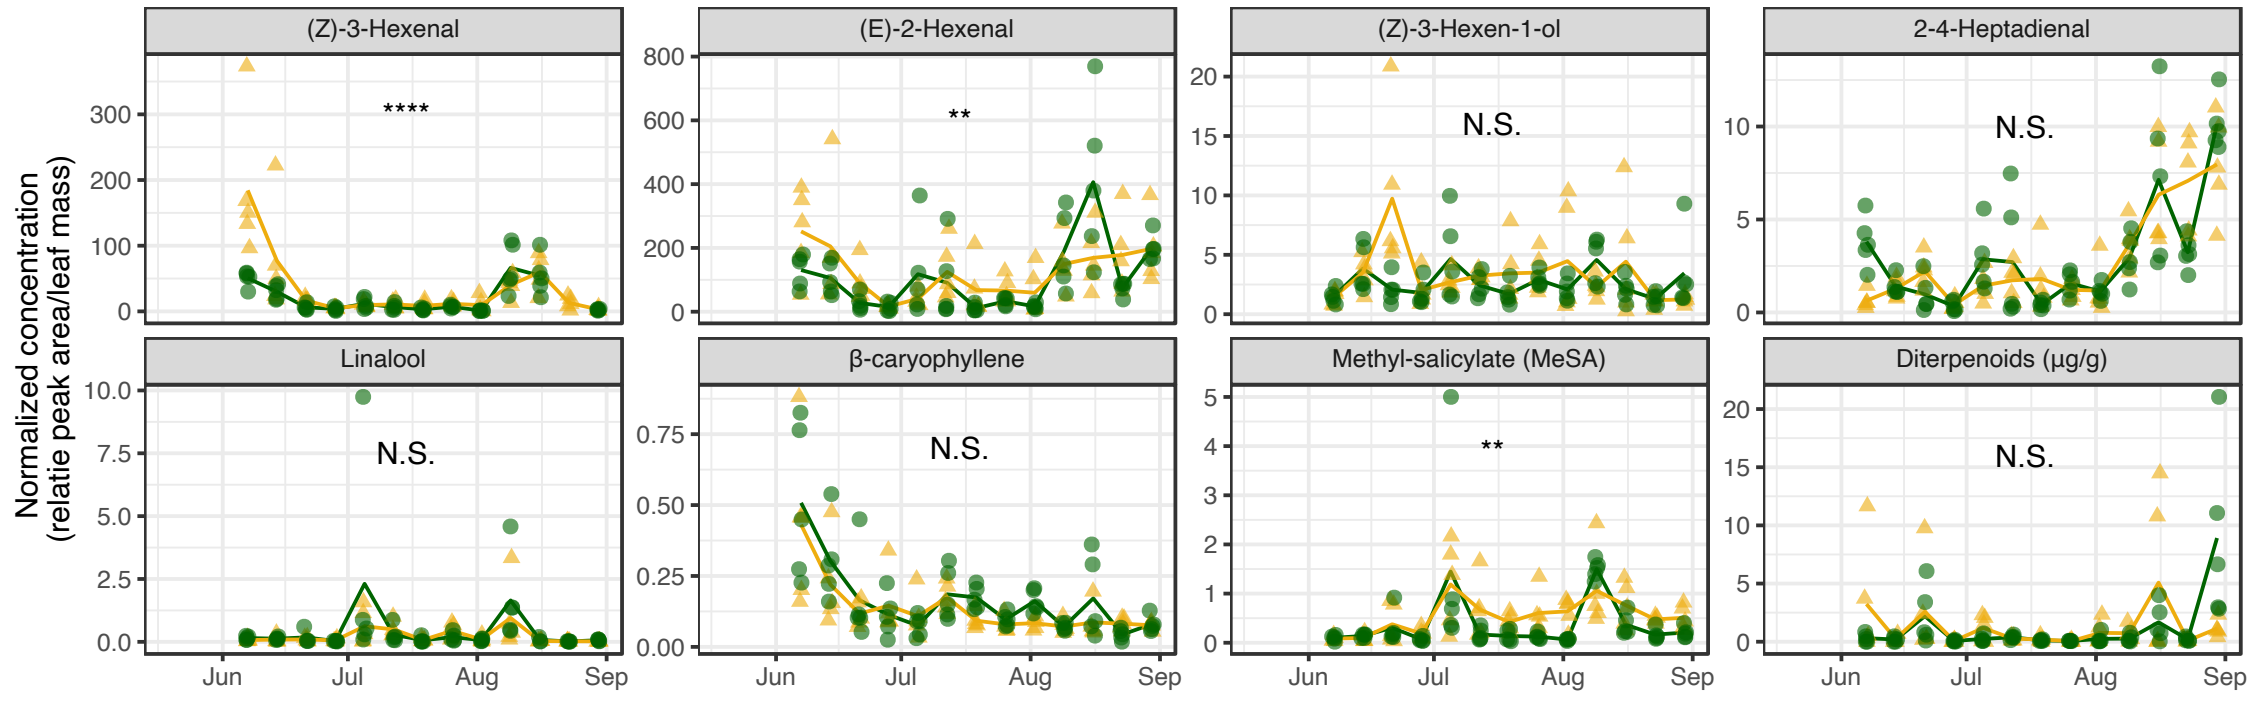 Normalized concentration
(relatie peak area/leaf mass)
(Z)-3-Hexenal
300
200
100
0
****
(E)-2-Hexenal
800
600
400
200
0
**
(Z)-3-Hexen-1-ol
20
15
10
5
0
N.S.
2-4-Heptadienal
10
5
0
N.S.
Linalool
10.0
7.5
5.0
2.5
0.0
N.S.
Jun Jul Aug Sep
β-caryophyllene
0.75
0.50
0.25
0.00
N.S.
Jun Jul Aug Sep
Methyl-salicylate (MeSA)
5
4
3
2
1
0
**
Jun Jul Aug Sep
Diterpenoids (μg/g)
20
15
10
5
0
N.S.
Jun Jul Aug Sep